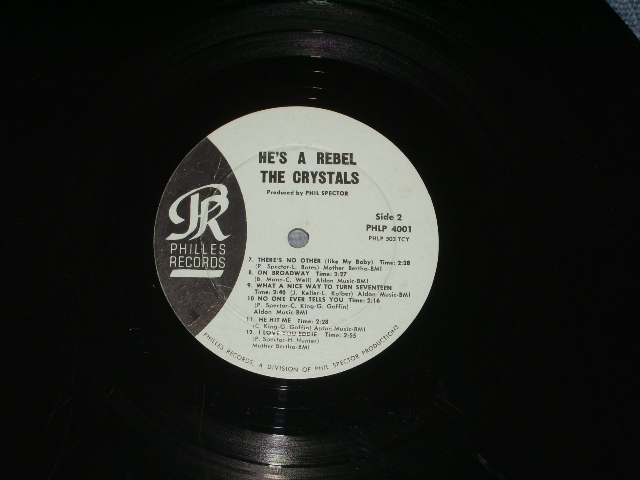 HE'S A REBEL
THE CRYSTALS
Produced by PHIL SPECTOR
Side 2
PHLP 4001
PHLP 503 TCY
PR
PHILLES
RECORDS
7. THERE'S NO OTHER (like My Baby) Time: 2:28
(P. Spector-L. Bates) Mother Bertha-BMI
8. ON BROADWAY Time: 2:27
(B. Mann-C. Weil) Aldon Music-BMI
9. WHAT A NICE WAY TO TURN SEVENTEEN
Time: 2:40 (J. Keller-L. Kolber) Aldon Music-BMI
10 NO ONE EVER TELLS YOU Time: 2:16
(P. Spector-C. King-G. Goffin)
Aldon Music BMI
11. HE HIT ME Time: 2:28
(C. King-G. Goffin) Aldon Music-BMI
12. I LOVE YOU EDDIE Time: 2:55
(P. Spector-H. Hunter)
Mother Bertha-BMI
PHILLES RECORDS, A DIVISION OF PHIL SPECTOR PRODUCTIONS